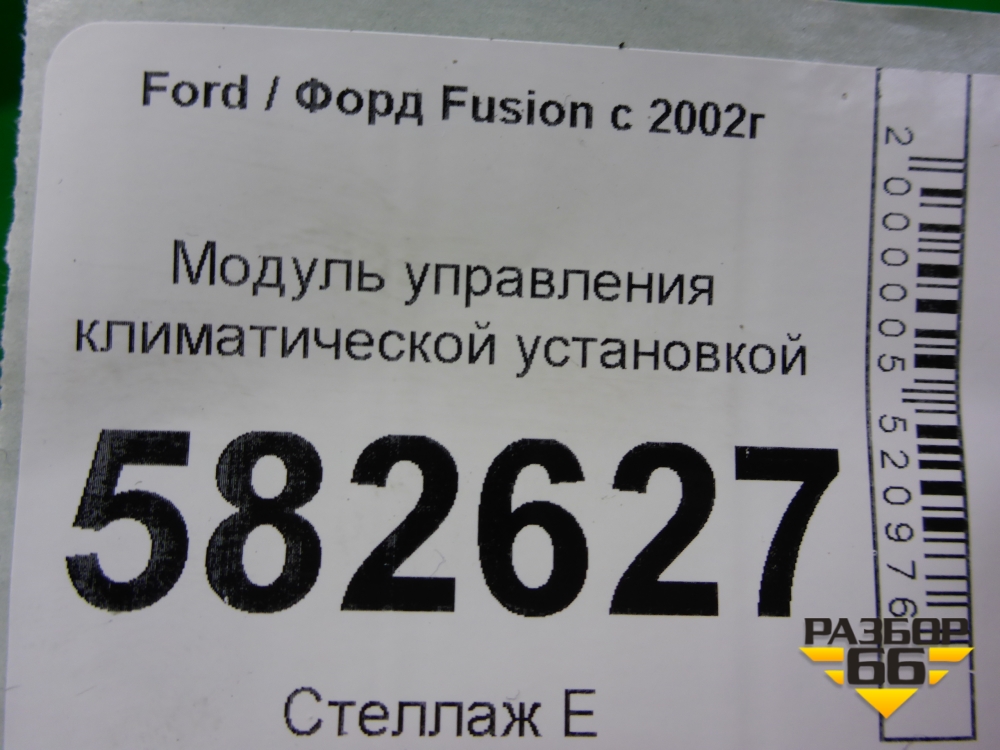 Ford / Форд Fusion с 2002г
Модуль управления
климатической установкой
582627
Стеллаж E
2000005520976
РАЗБОР
66